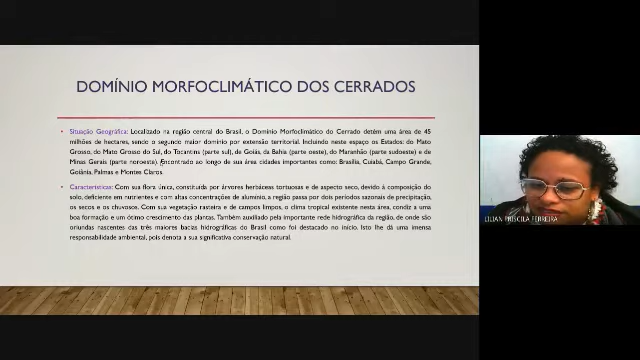 DOMÍNIO MORFOCLIMÁTICO DOS CERRADOS
• Situação Geográfica: Localizado na região central do Brasil, o Domínio Morfoclimático do Cerrado detém uma área de 45
milhões de hectares, sendo o segundo maior domínio por extensão territorial. Incluindo neste espaço os Estados: do Mato
Grosso, do Mato Grosso do Sul, do Tocantins (parte sul), de Goiás, da Bahia (parte oeste), do Maranhão (parte sudoeste) e de
Minas Gerais (parte noroeste). Encontrado ao longo de sua área cidades importantes como: Brasília, Cuiabá, Campo Grande,
Goiânia, Palmas e Montes Claros.
• Características: Com sua flora única, constituída por árvores herbáceas tortuosas e de aspecto seco, devido à composição do
solo, deficiente em nutrientes e com altas concentrações de alumínio, a região passa por dois períodos sazonais de precipitação,
os secos e os chuvosos. Com sua vegetação rasteira e de campos limpos, o clima tropical existente nesta área, condiz a uma
boa formação e um ótimo crescimento das plantas. Também auxiliado pela importante rede hidrográfica da região, de onde são
oriundas nascentes das três maiores bacias hidrográficas do Brasil como foi destacado no início. Isto lhe dá uma imensa
responsabilidade ambiental, pois denota a sua significativa conservação natural.
LILIAN PRISCILA FERREIRA